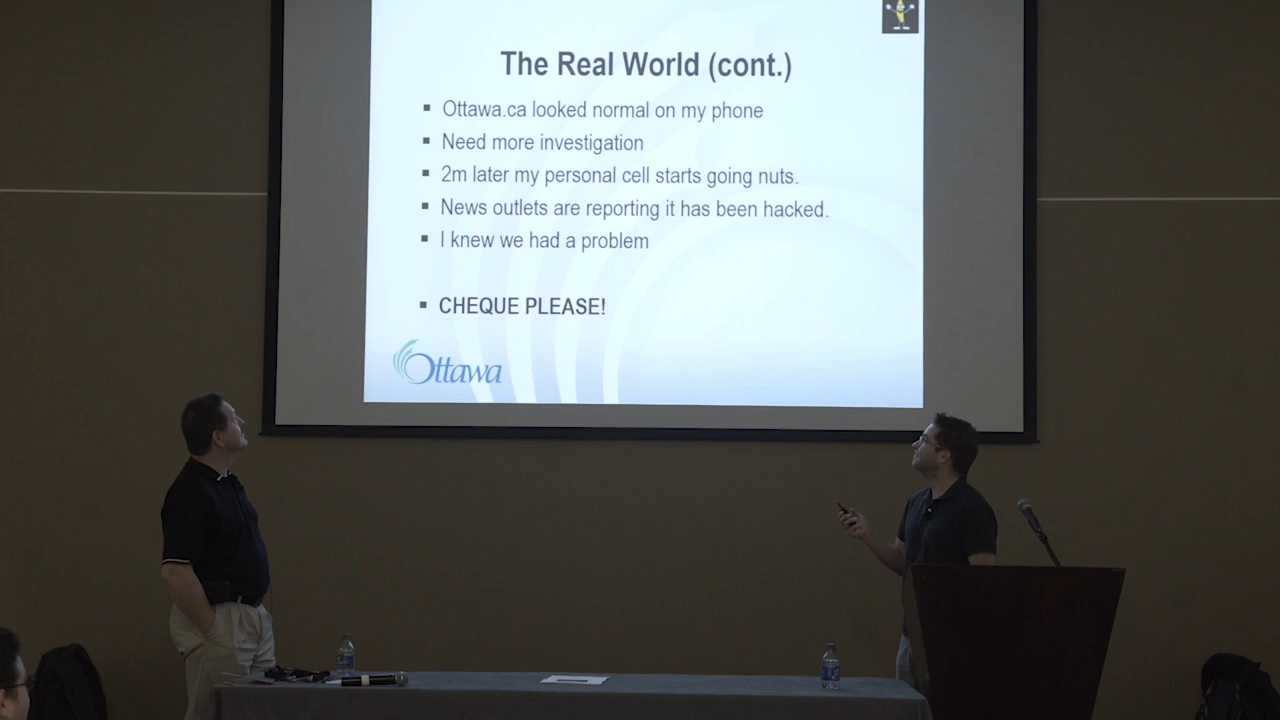 The Real World (cont.)
▪ Ottawa.ca looked normal on my phone
▪ Need more investigation
▪ 2m later my personal cell starts going nuts.
▪ News outlets are reporting it has been hacked.
▪ I knew we had a problem
▪ CHEQUE PLEASE!
Ottawa